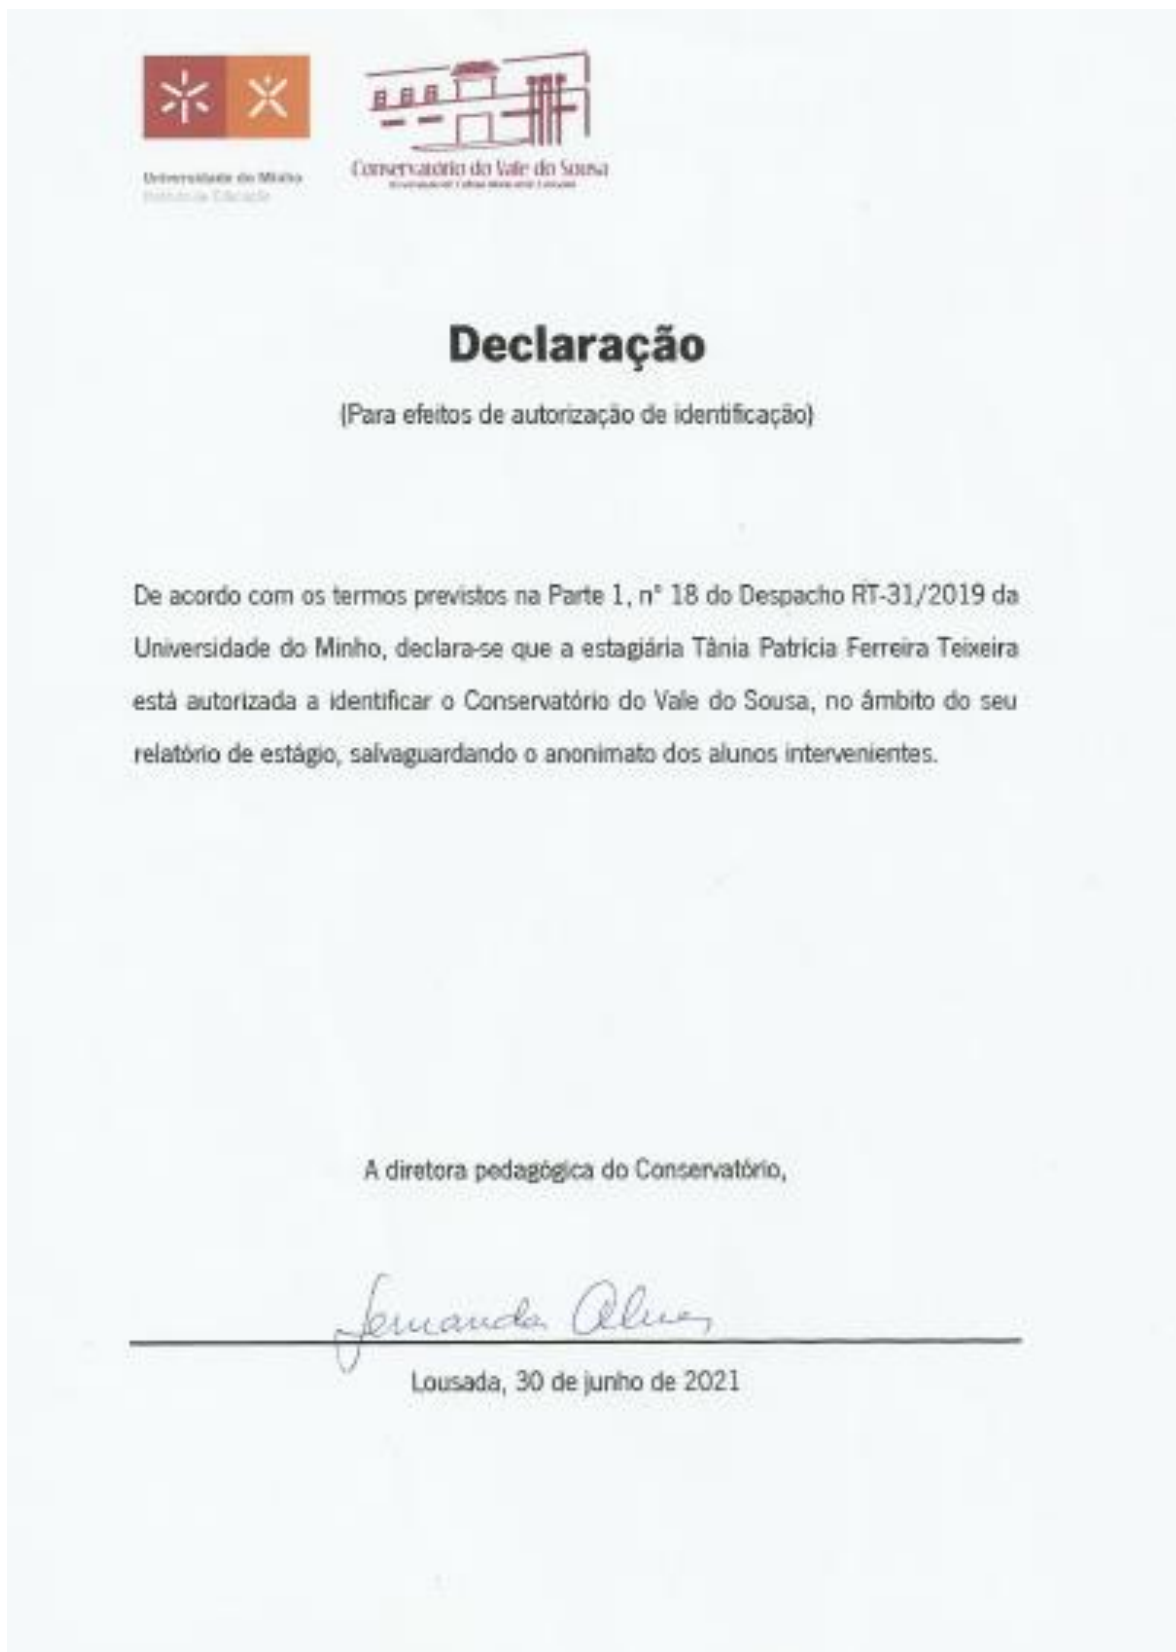 Universidade do Minho
Instituto de Educação
Conservatório do Vale do Sousa
Declaração
(Para efeitos de autorização de identificação)
De acordo com os termos previstos na Parte 1, n° 18 do Despacho RT-31/2019 da
Universidade do Minho, declara-se que a estagiária Tânia Patrícia Ferreira Teixeira
está autorizada a identificar o Conservatório do Vale do Sousa, no âmbito do seu
relatório de estágio, salvaguardando o anonimato dos alunos intervenientes.
A diretora pedagógica do Conservatório,
Fernanda Alves
Lousada, 30 de junho de 2021